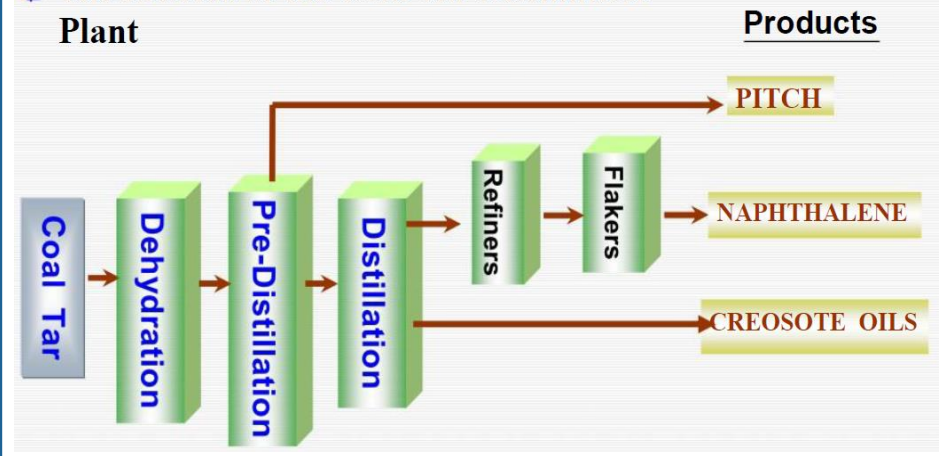 Plant
Products
PITCH
Coal Tar
Dehydration
Pre-Distillation
Distillation
Refiners
Flakers
NAPHTHALENE
CREOSOTE OILS